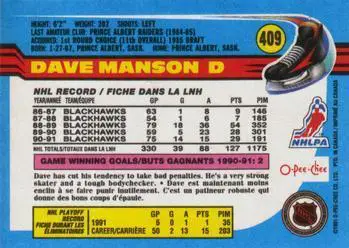 HEIGHT: 6'2" WEIGHT: 202 SHOOTS: LEFT
LAST AMATEUR CLUB: PRINCE ALBERT RAIDERS (1984-85)
ACQUIRED: 1ST ROUND CHOICE (11TH OVERALL) 1985 DRAFT
BORN: 1-27-67, PRINCE ALBERT, SASK. HOME: PRINCE ALBERT, SASK.
409
DAVE MANSON D
NHL RECORD / FICHE DANS LA LNH
YEAR/ANNÉE TEAM/ÉQUIPE GP G A PTS PIM
86-87 BLACKHAWKS 63 1 8 9 146
87-88 BLACKHAWKS 54 1 6 7 185
88-89 BLACKHAWKS 79 18 36 54 352
89-90 BLACKHAWKS 59 5 23 28 301
90-91 BLACKHAWKS 75 14 15 29 191
NHL TOTALS/TOTAUX DANS LA LNH 330 39 88 127 1175
NHLPA
O-Pee-Chee
GAME WINNING GOALS/BUTS GAGNANTS 1990-91: 2
Dave has cut his tendency to take bad penalties. He's a very strong
skater and a tough bodychecker. • Dave est maintenant moins
enclin à se faire punir inutilement. C'est un patineur robuste qui
donne des bons coups d'épaule.
NHL PLAYOFF
RECORD
FICHE DURANT LES
ÉLIMINATOIRES
GP G A PTS PIM
1991 6 0 1 1 36
CAREER/CARRIÈRE 50 2 13 15 203
NHL